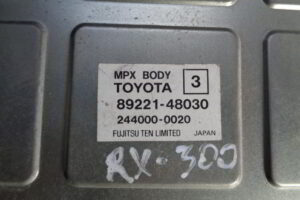 MPX BODY
TOYOTA 3
89221-48030
244000-0020
FUJITSU TEN LIMITED JAPAN
RX-300